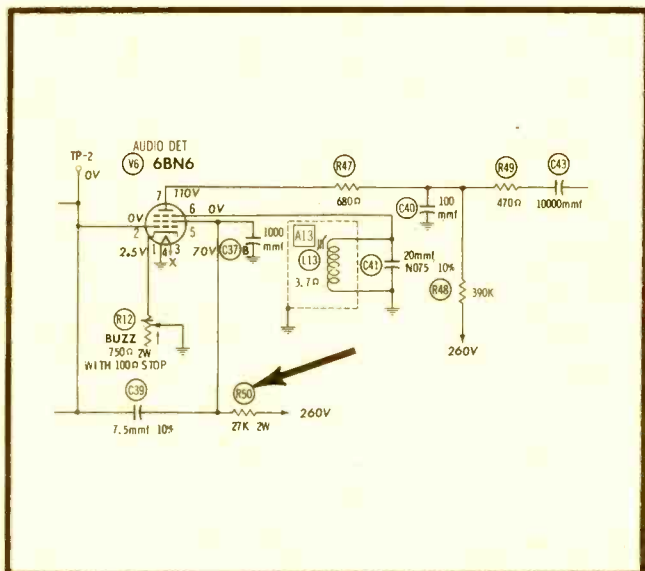 AUDIO DET
V6 6BN6
TP-2
0V
7 110V
6 0V
0V
2
5
2.5V
1 4 3
X
70V
C37 B
1000
mmf
R47
680Ω
C40
100
mmf
R49
470Ω
C43
10000mmf
A13
L13
3.7Ω
C41
20mmf
N075 10%
R48
390K
260V
R12
BUZZ
750Ω 2W
WITH 100Ω STOP
C39
7.5mmf 10%
R50
27K 2W
260V